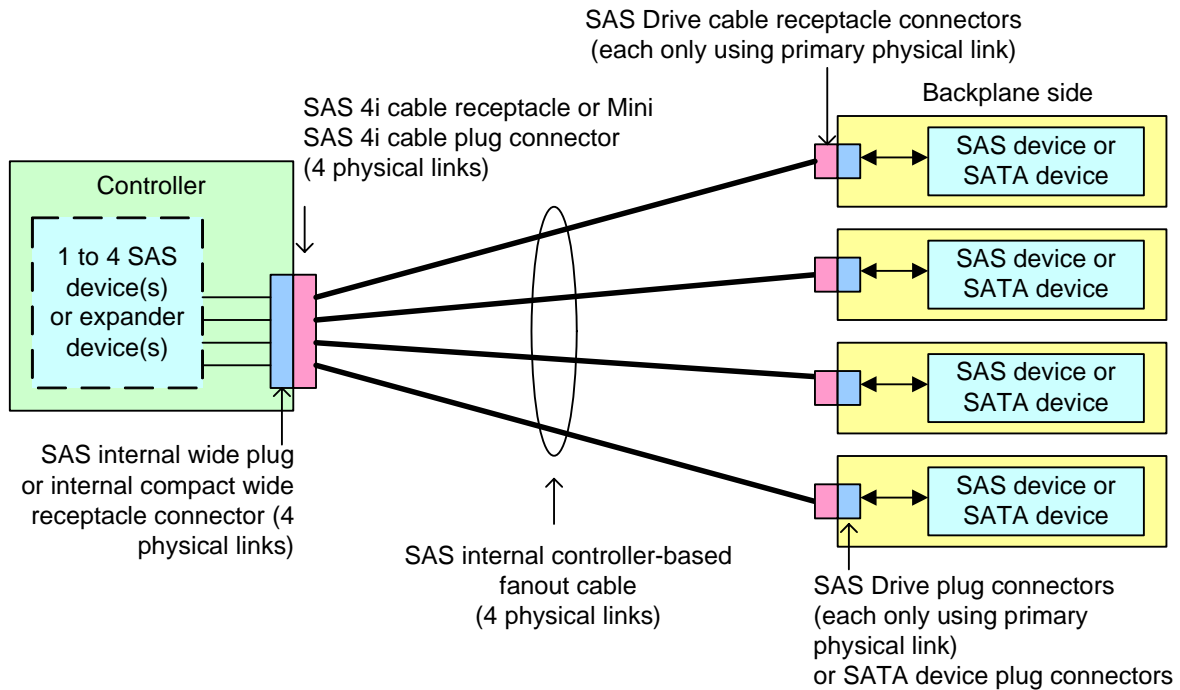 SAS Drive cable receptacle connectors
(each only using primary physical link)
SAS 4i cable receptacle or Mini
SAS 4i cable plug connector
(4 physical links)
Backplane side
Controller
1 to 4 SAS
device(s)
or expander
device(s)
SAS device or
SATA device
SAS device or
SATA device
SAS device or
SATA device
SAS device or
SATA device
SAS internal wide plug
or internal compact wide
receptacle connector (4
physical links)
SAS internal controller-based
fanout cable
(4 physical links)
SAS Drive plug connectors
(each only using primary
physical link)
or SATA device plug connectors